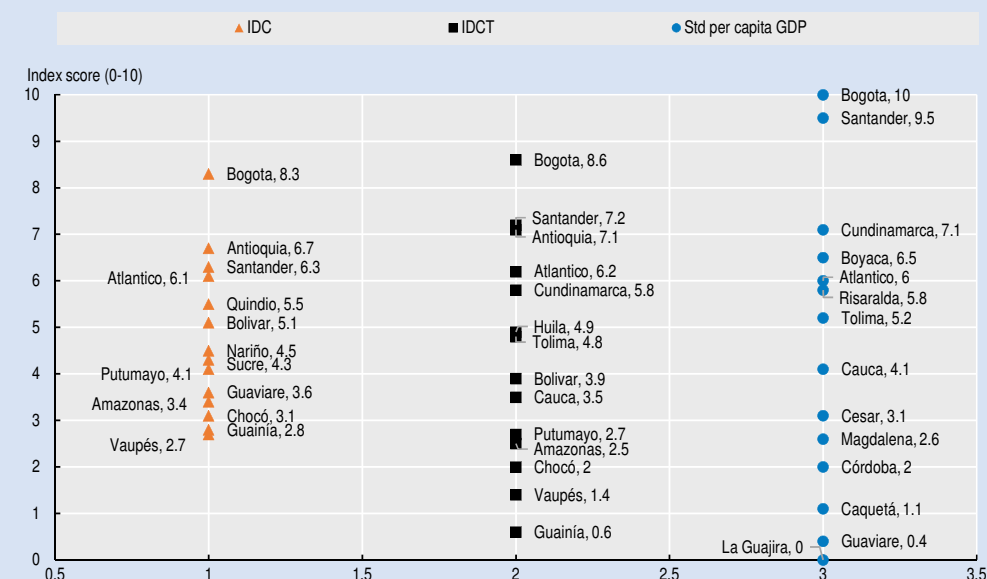 IDC IDCT Std per capita GDP
Index score (0-10)
10
9
8
7
6
5
4
3
2
1
0
0.5 1 1.5 2 2.5 3 3.5
Bogota, 8.3
Antioquia, 6.7
Santander, 6.3
Atlantico, 6.1
Quindio, 5.5
Bolivar, 5.1
Nariño, 4.5
Sucre, 4.3
Putumayo, 4.1
Guaviare, 3.6
Amazonas, 3.4
Chocó, 3.1
Guainía, 2.8
Vaupés, 2.7
Bogota, 8.6
Santander, 7.2
Antioquia, 7.1
Atlantico, 6.2
Cundinamarca, 5.8
Huila, 4.9
Tolima, 4.8
Bolivar, 3.9
Cauca, 3.5
Putumayo, 2.7
Amazonas, 2.5
Chocó, 2
Vaupés, 1.4
Guainía, 0.6
Bogota, 10
Santander, 9.5
Cundinamarca, 7.1
Boyaca, 6.5
Atlantico, 6
Risaralda, 5.8
Tolima, 5.2
Cauca, 4.1
Cesar, 3.1
Magdalena, 2.6
Córdoba, 2
Caquetá, 1.1
Guaviare, 0.4
La Guajira, 0